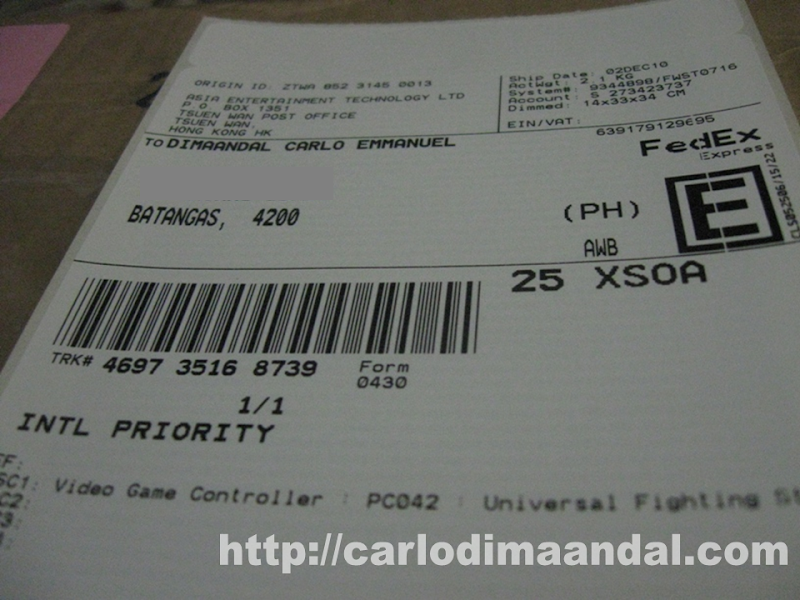 ORIGIN ID: ZTWA 852 3145 0013
ASIA ENTERTAINMENT TECHNOLOGY LTD
P. O. BOX 1351
TSUEN WAN POST OFFICE
TSUEN WAN,
HONG KONG HK
Ship Date: 02DEC10
ActWgt: 2.1 KG
System#: 9344898/FWST0716
Account: S 273423737
Dimmed: 14x33x34 CM
EIN/VAT:
639179129695
TO DIMAANDAL CARLO EMMANUEL
FedEx
Express
BATANGAS, 4200
(PH)
E
CLS052506/15/22
AWB
25 XSOA
TRK# 4697 3516 8739 Form
0430
1/1
INTL PRIORITY
Video Game Controller : PC042 : Universal Fighting
http://carlodimaandal.com